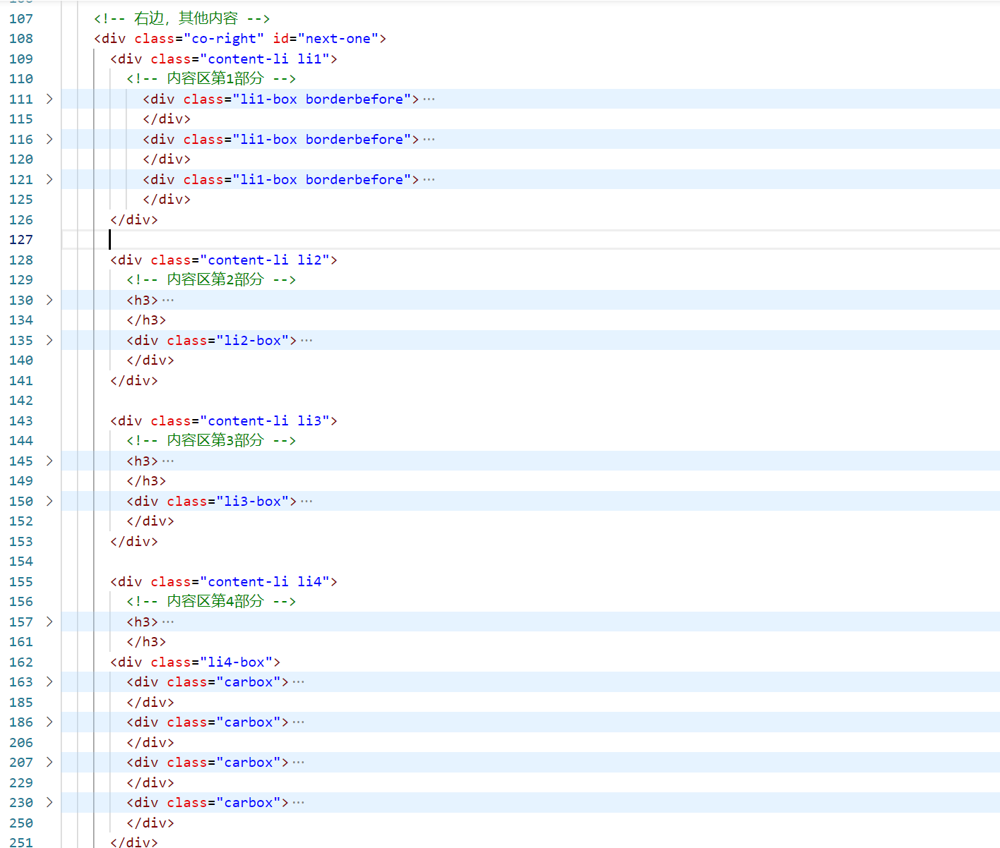 107 <!-- 右边，其他内容 -->
108 <div class="co-right" id="next-one">
109 <div class="content-li li1">
110 <!-- 内容区第1部分 -->
111 > <div class="li1-box borderbefore">···
115 </div>
116 > <div class="li1-box borderbefore">···
120 </div>
121 > <div class="li1-box borderbefore">···
125 </div>
126 </div>
127
128 <div class="content-li li2">
129 <!-- 内容区第2部分 -->
130 > <h3>···
134 </h3>
135 > <div class="li2-box">···
140 </div>
141 </div>
142
143 <div class="content-li li3">
144 <!-- 内容区第3部分 -->
145 > <h3>···
149 </h3>
150 > <div class="li3-box">···
152 </div>
153 </div>
154
155 <div class="content-li li4">
156 <!-- 内容区第4部分 -->
157 > <h3>···
161 </h3>
162 <div class="li4-box">
163 > <div class="carbox">···
185 </div>
186 > <div class="carbox">···
206 </div>
207 > <div class="carbox">···
229 </div>
230 > <div class="carbox">···
250 </div>
251 </div>